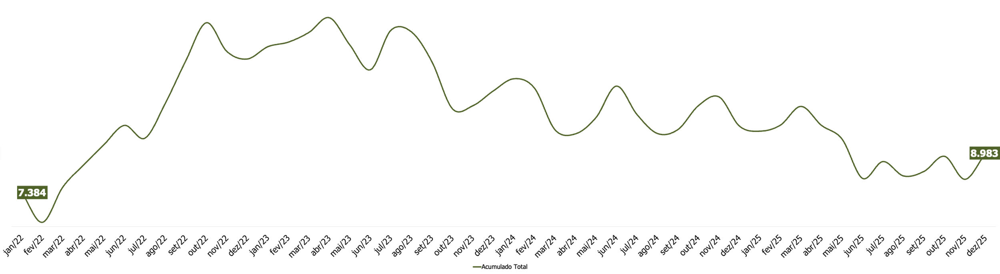 8.983
7.384
jan/22 fev/22 mar/22 abr/22 mai/22 jun/22 jul/22 ago/22 set/22 out/22 nov/22 dez/22 jan/23 fev/23 mar/23 abr/23 mai/23 jun/23 jul/23 ago/23 set/23 out/23 nov/23 dez/23 jan/24 fev/24 mar/24 abr/24 mai/24 jun/24 jul/24 ago/24 set/24 out/24 nov/24 dez/24 jan/25 fev/25 mar/25 abr/25 mai/25 jun/25 jul/25 ago/25 set/25 out/25 nov/25 dez/25
Acumulado Total